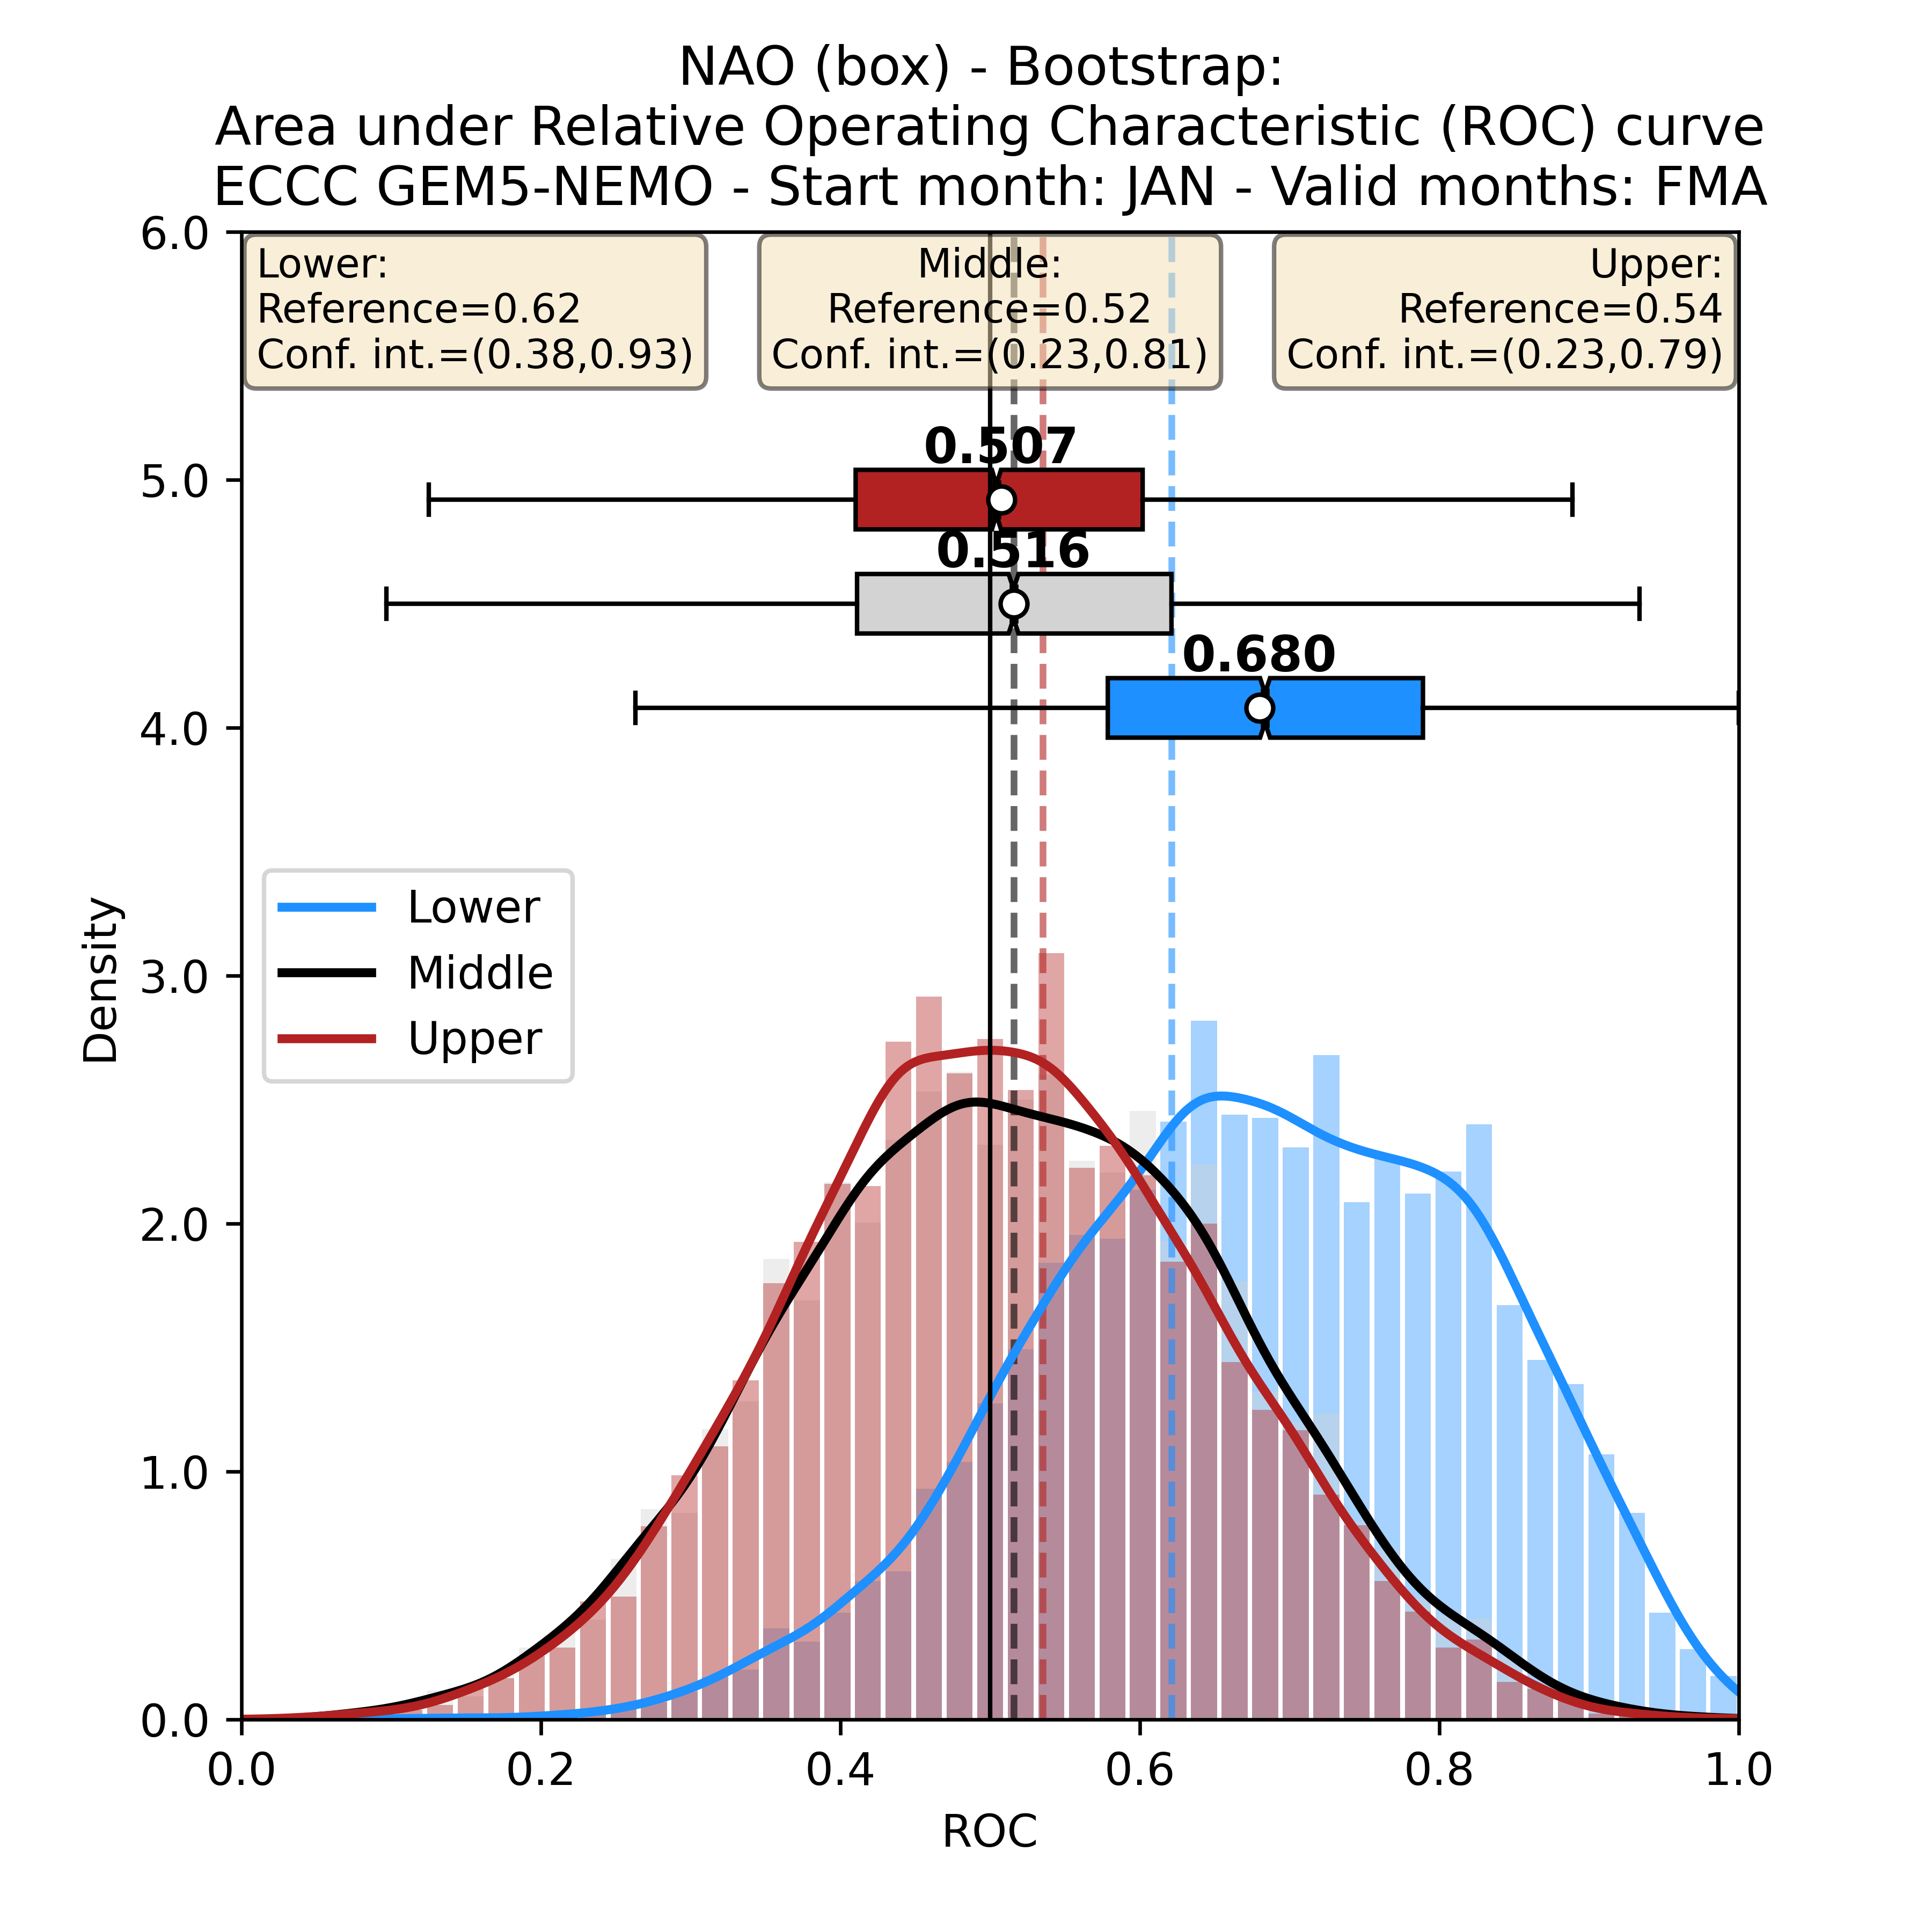 NAO (box) - Bootstrap:
Area under Relative Operating Characteristic (ROC) curve
ECCC GEM5-NEMO - Start month: JAN - Valid months: FMA
Lower:
Reference=0.62
Conf. int.=(0.38,0.93)
Middle:
Reference=0.52
Conf. int.=(0.23,0.81)
Upper:
Reference=0.54
Conf. int.=(0.23,0.79)
0.507
0.516
0.680
Lower
Middle
Upper
Density
6.0
5.0
4.0
3.0
2.0
1.0
0.0
0.0 0.2 0.4 0.6 0.8 1.0
ROC